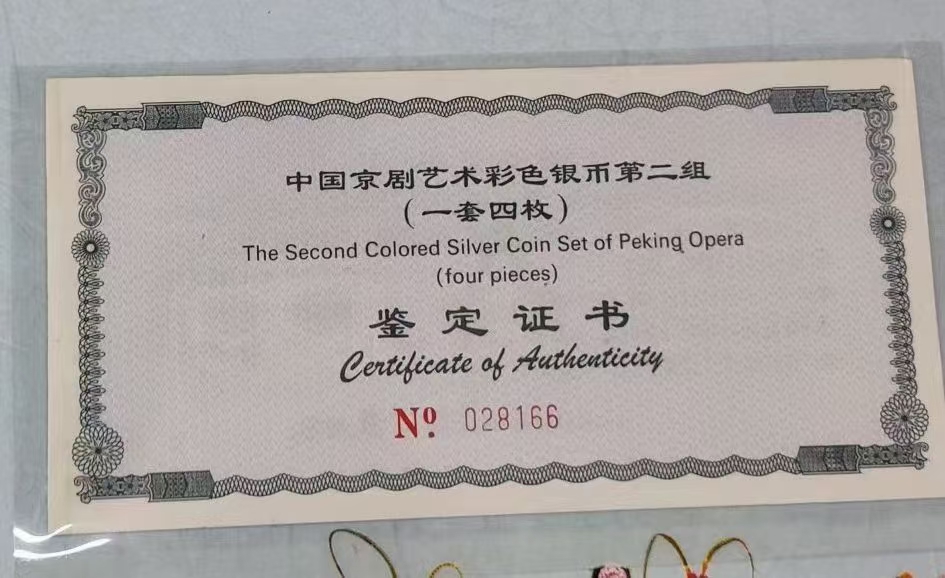 中国京剧艺术彩色银币第二组
(一套四枚)
The Second Colored Silver Coin Set of Peking Opera
(four pieces)
鉴定证书
Certificate of Authenticity
Nº. 028166